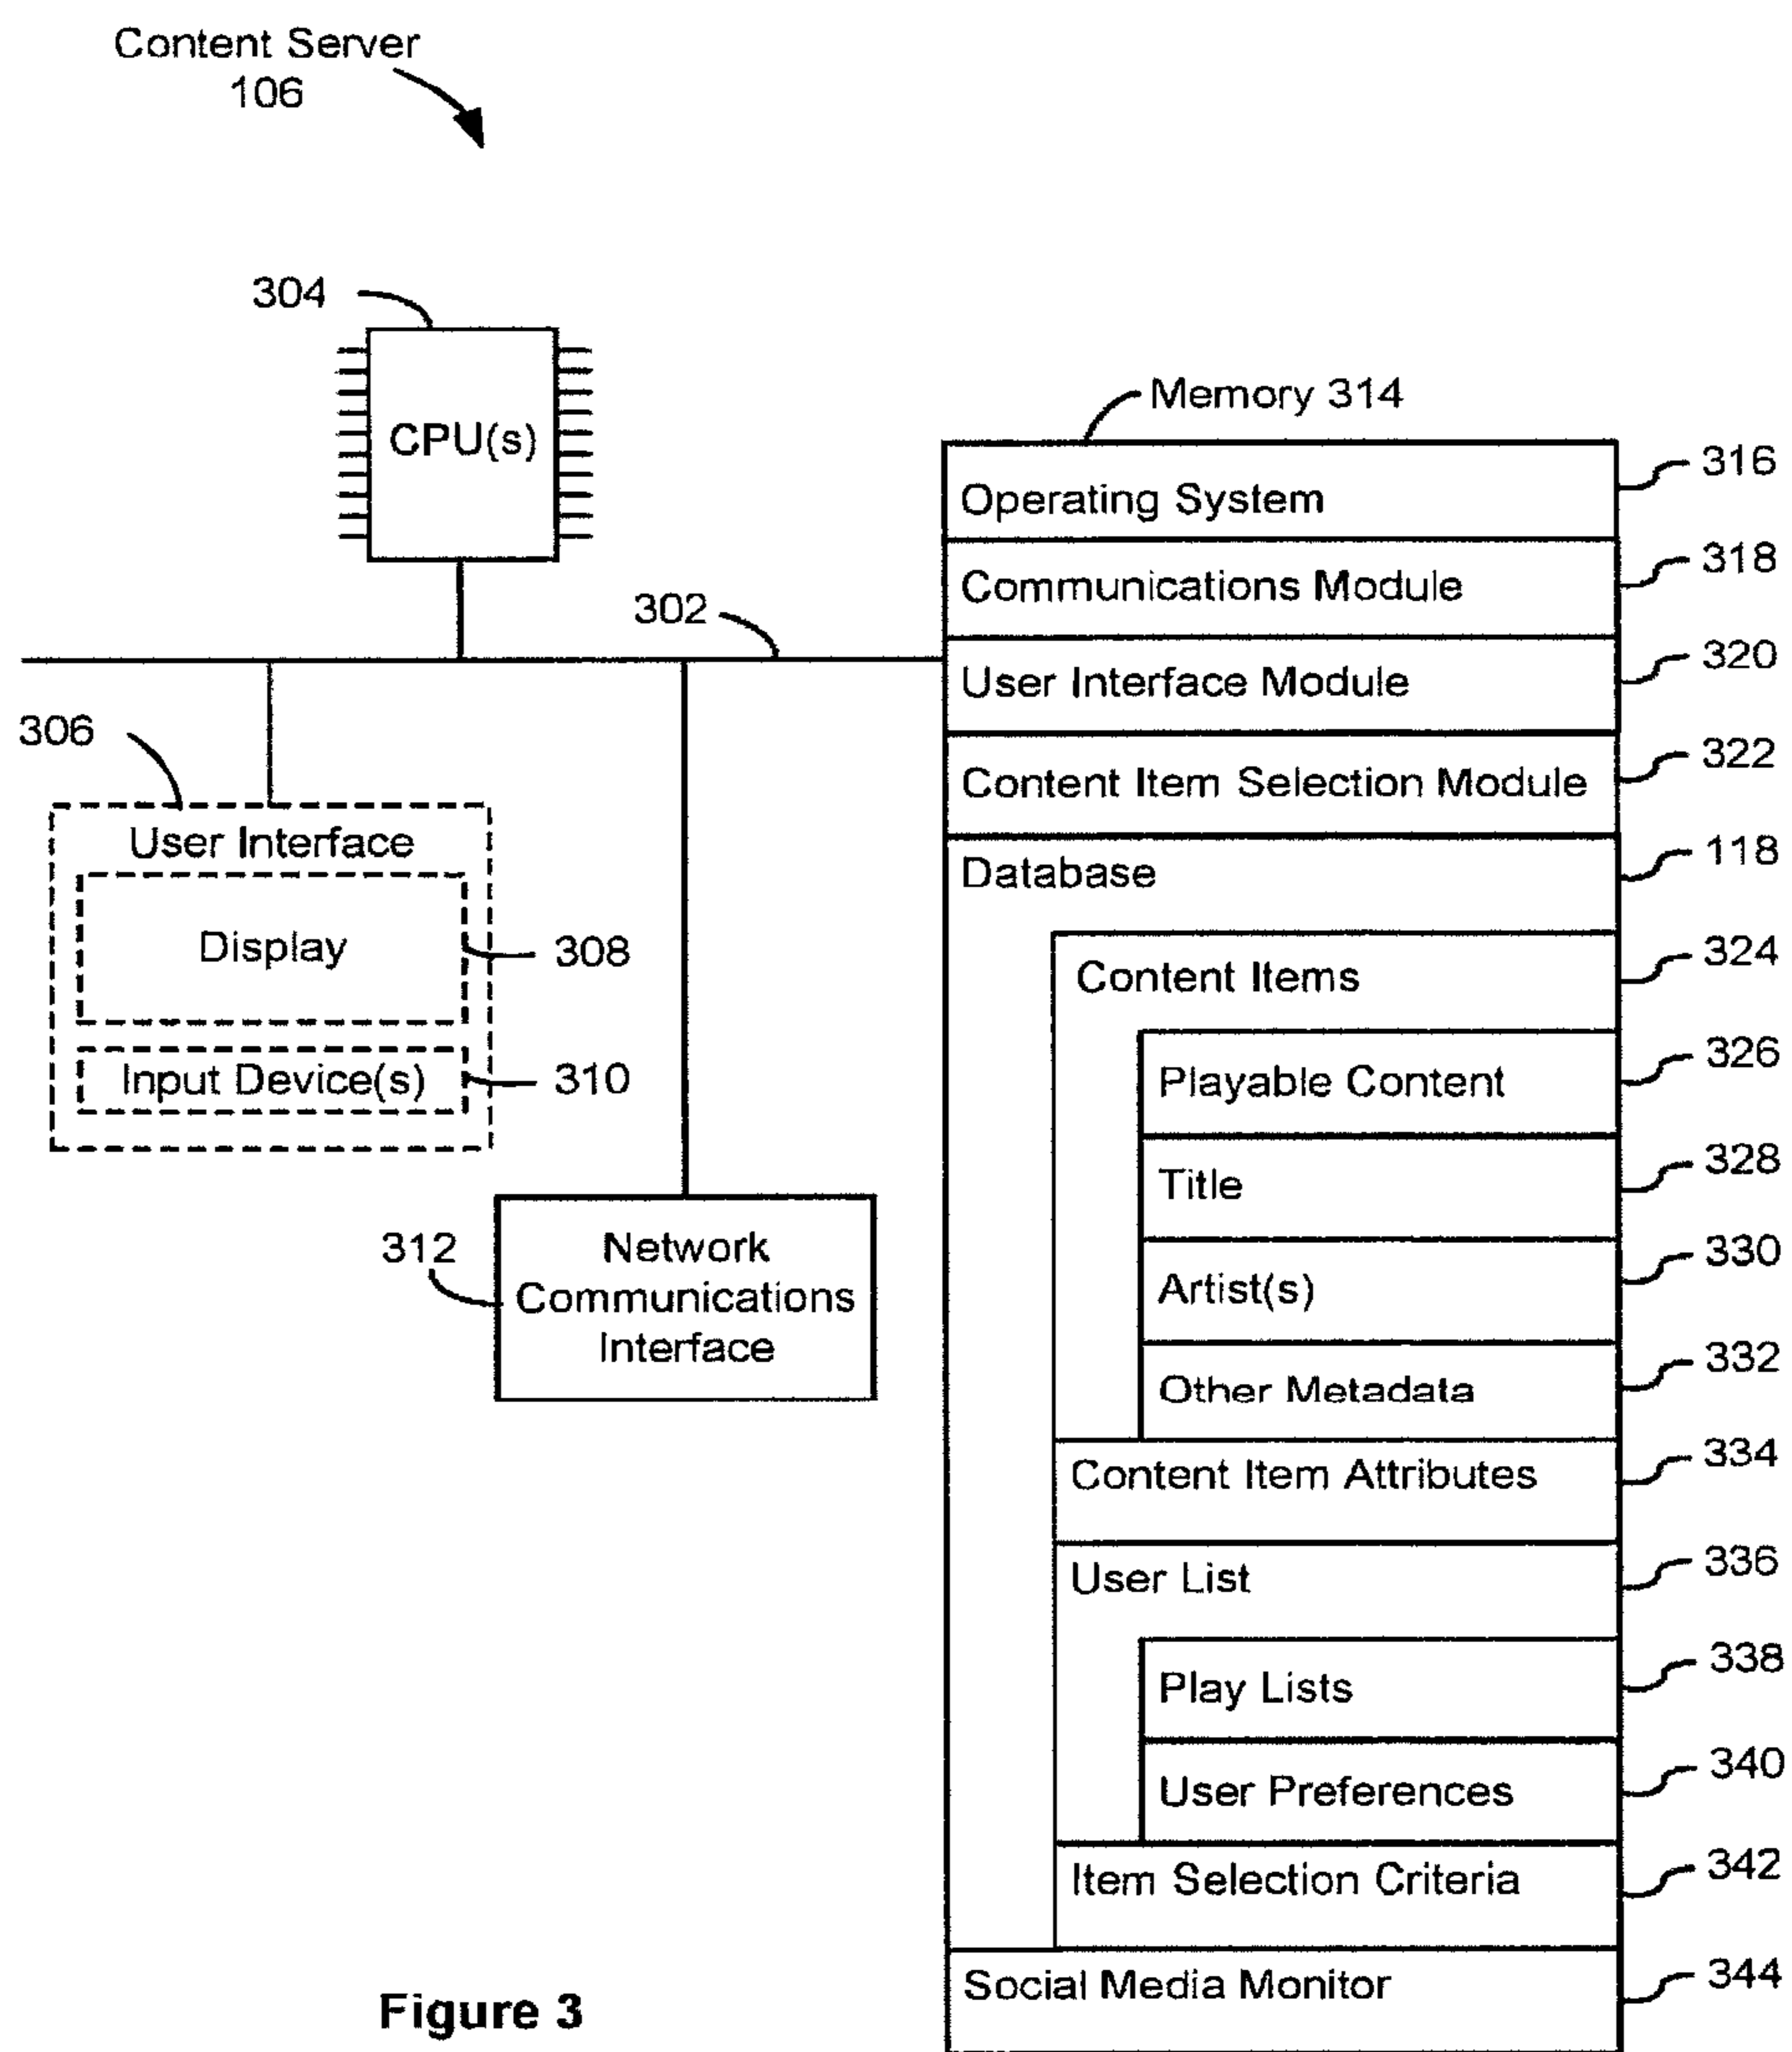 Content Server
106
304
CPU(s)
302
306
User Interface
Display
308
Input Device(s)
310
312
Network
Communications
Interface
Memory 314
Operating System
316
Communications Module
318
User Interface Module
320
Content Item Selection Module
322
Database
118
Content Items
324
Playable Content
326
Title
328
Artist(s)
330
Other Metadata
332
Content Item Attributes
334
User List
336
Play Lists
338
User Preferences
340
Item Selection Criteria
342
Social Media Monitor
344
Figure 3